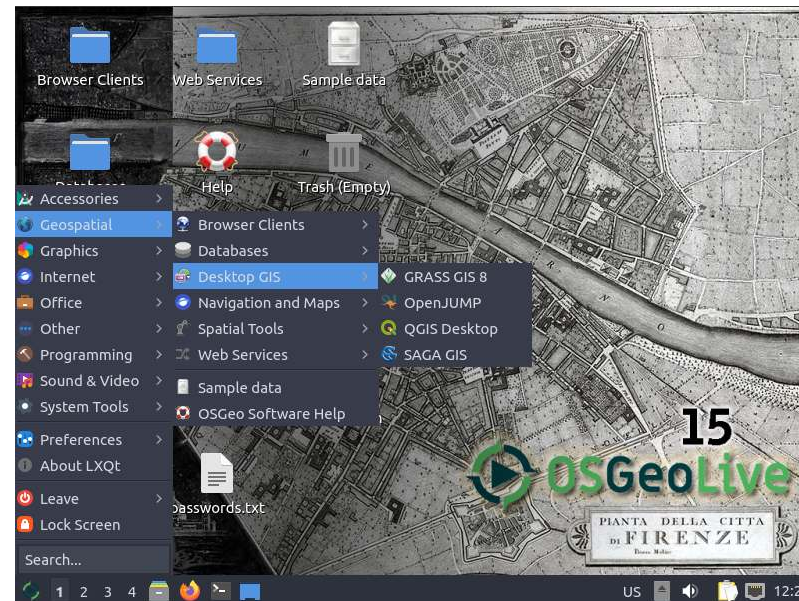 Browser Clients
Web Services
Sample data
Help
Trash (Empty)
Accessories
Geospatial
Graphics
Internet
Office
Other
Programming
Sound & Video
System Tools
Preferences
About LXQt
Leave
Lock Screen
Search...
Browser Clients
Databases
Desktop GIS
Navigation and Maps
Spatial Tools
Web Services
Sample data
OSGeo Software Help
GRASS GIS 8
OpenJUMP
QGIS Desktop
SAGA GIS
passwords.txt
15
OSGeoLive
PIANTA DELLA CITTA
DI FIRENZE
1 2 3 4
US